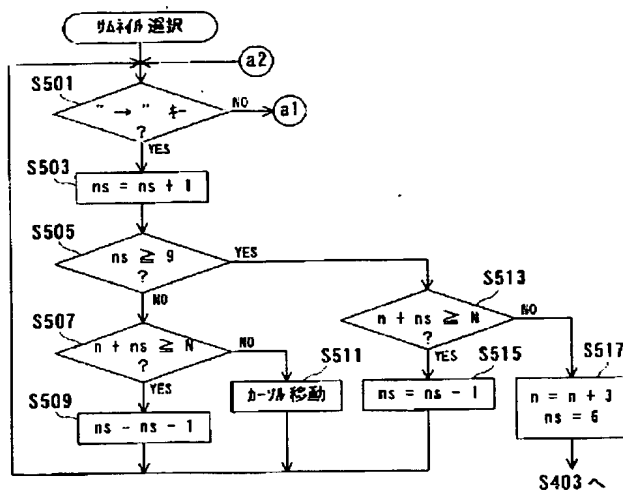 サムネイル選択
a2
S501
"→" キー
?
NO
a1
YES
S503
ns = ns + 1
S505
ns ≧ 9
?
YES
NO
S513
n + ns ≧ N
?
NO
YES
S507
n + ns ≧ N
?
NO
YES
S511
カーソル移動
S515
ns = ns - 1
S517
n = n + 3
ns = 6
S509
ns - ns - 1
S403へ